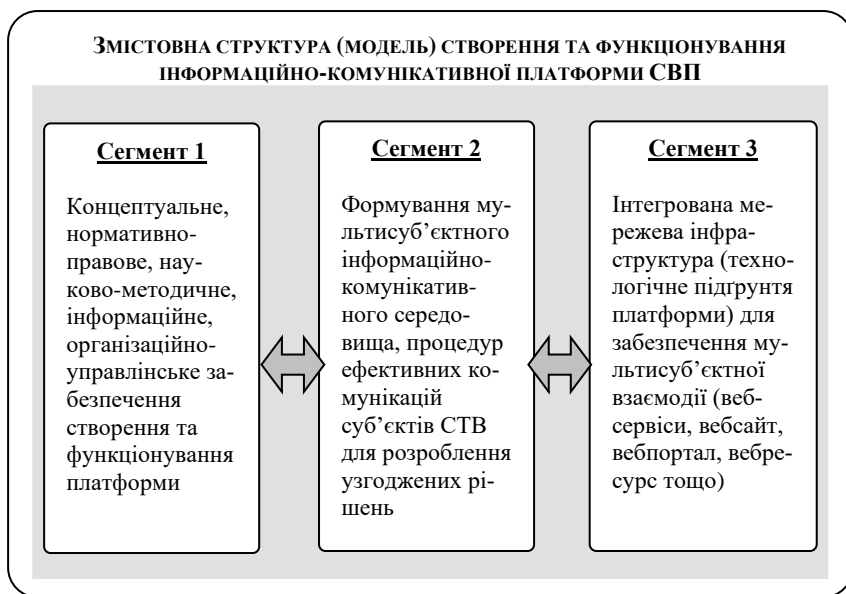 ЗМІСТОВНА СТРУКТУРА (МОДЕЛЬ) СТВОРЕННЯ ТА ФУНКЦІОНУВАННЯ
ІНФОРМАЦІЙНО-КОМУНІКАТИВНОЇ ПЛАТФОРМИ СВП
Сегмент 1
Концептуальне,
нормативно-
правове, нау-
ково-методичне,
інформаційне,
організаційно-
управлінське за-
безпечення
створення та
функціонування
платформи
Сегмент 2
Формування му-
льтисуб’єктного
інформаційно-
комунікатив-
ного середо-
вища, процедур
ефективних ко-
мунікацій
суб’єктів СТВ
для розроблення
узгоджених рі-
шень
Сегмент 3
Інтегрована ме-
режева інфра-
структура (техно-
логічне підґрунтя
платформи) для
забезпечення му-
льтисуб’єктної
взаємодії (веб-
сервіси, вебсайт,
вебпортал, вебре-
сурс тощо)